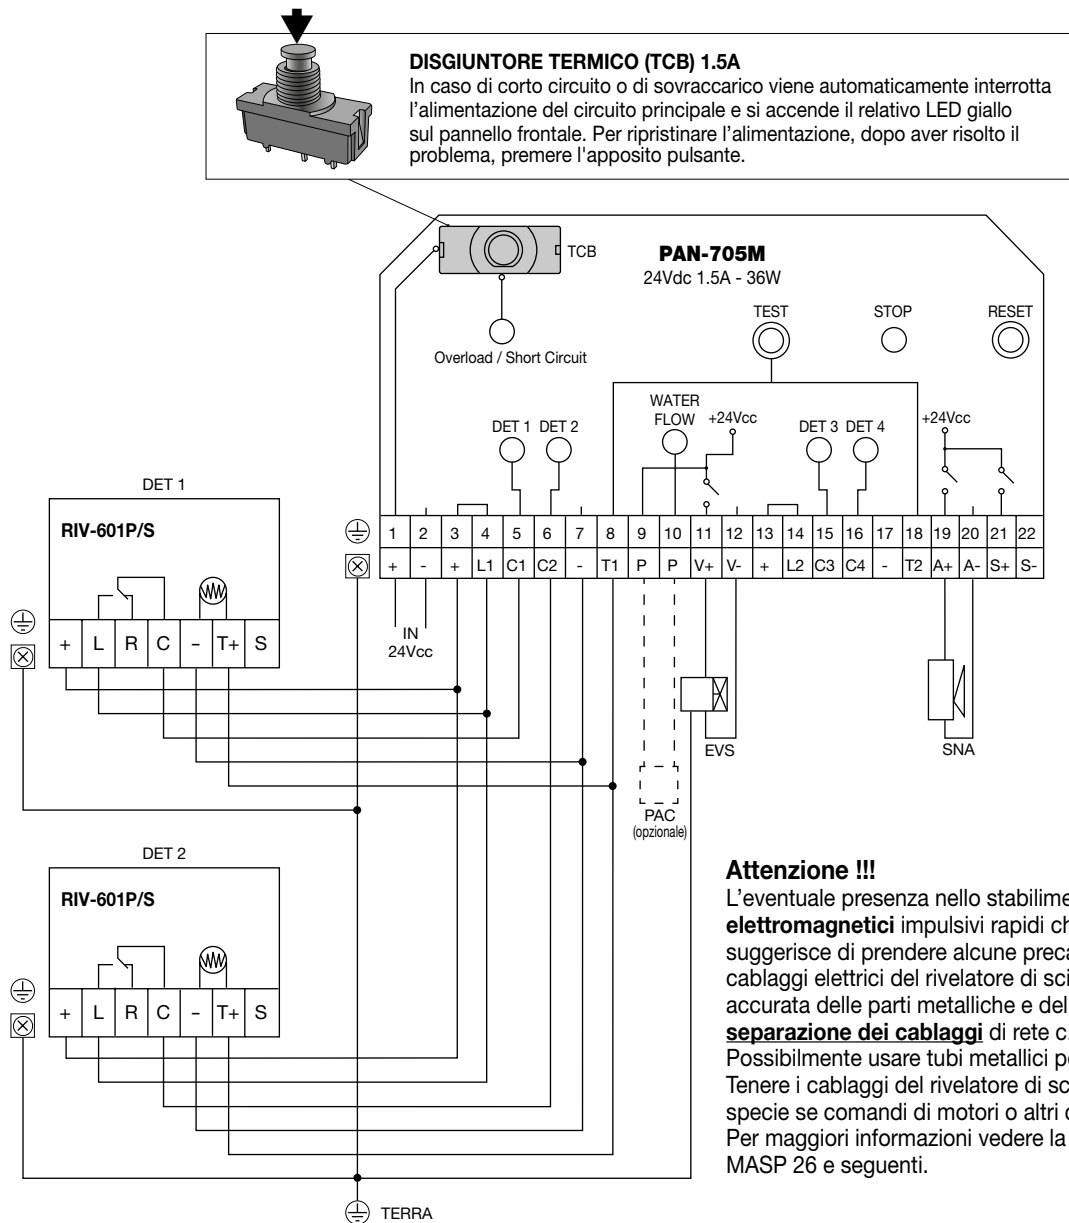 DISGIUNTORE TERMICO (TCB) 1.5A
In caso di corto circuito o di sovraccarico viene automaticamente interrotta
l'alimentazione del circuito principale e si accende il relativo LED giallo
sul pannello frontale. Per ripristinare l'alimentazione, dopo aver risolto il
problema, premere l'apposito pulsante.
TCB
PAN-705M
24Vdc 1.5A - 36W
TEST
STOP
RESET
Overload / Short Circuit
WATER
FLOW
+24Vcc
+24Vcc
DET 1
DET 2
DET 3
DET 4
1 2 3 4 5 6 7 8 9 10 11 12 13 14 15 16 17 18 19 20 21 22
+ - + L1 C1 C2 - T1 P P V+ V- + L2 C3 C4 - T2 A+ A- S+ S-
IN
24Vcc
DET 1
RIV-601P/S
+ L R C – T+ S
EVS
SNA
PAC
(opzionale)
DET 2
RIV-601P/S
+ L R C – T+ S
TERRA
Attenzione !!!
L'eventuale presenza nello stabilime
elettromagnetici impulsivi rapidi ch
suggerisce di prendere alcune preca
cablaggi elettrici del rivelatore di sci
accurata delle parti metalliche e del
separazione dei cablaggi di rete c.
Possibilmente usare tubi metallici pe
Tenere i cablaggi del rivelatore di sc
specie se comandi di motori o altri c
Per maggiori informazioni vedere la
MASP 26 e seguenti.